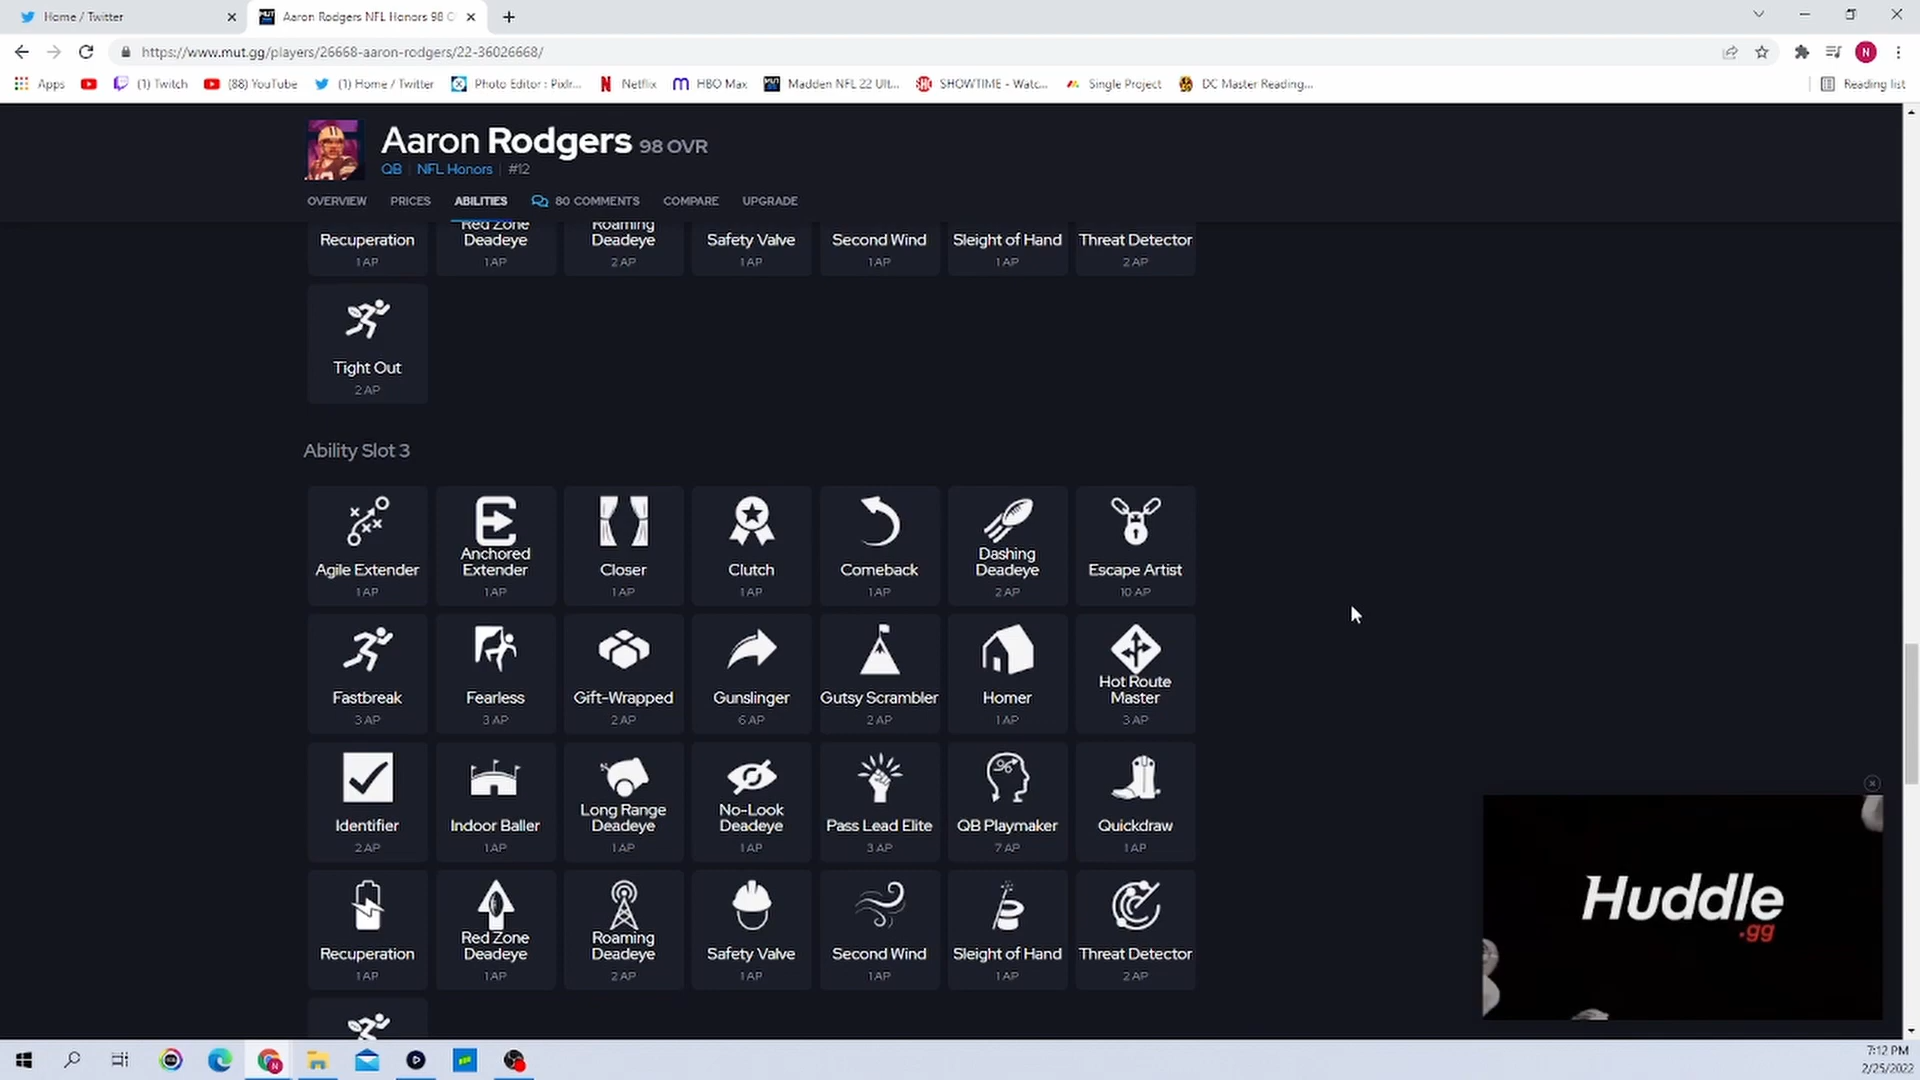 Home / Twitter
Aaron Rodgers NFL Honors 98 O
https://www.mut.gg/players/26668-aaron-rodgers/22-36026668/
N
Apps
(1) Twitch
(88) YouTube
(1) Home / Twitter
Photo Editor : Pixlr...
Netflix
HBO Max
Madden NFL 22 Ult...
SHOWTIME - Watc...
Single Project
DC Master Reading...
Reading list
Aaron Rodgers 98 OVR
QB NFL Honors #12
OVERVIEW PRICES ABILITIES 80 COMMENTS COMPARE UPGRADE
Recuperation
1 AP
Red Zone
Deadeye
1 AP
Roaming
Deadeye
2 AP
Safety Valve
1 AP
Second Wind
1 AP
Sleight of Hand
1 AP
Threat Detector
2 AP
Tight Out
2 AP
Ability Slot 3
Agile Extender
1 AP
Anchored
Extender
1 AP
Closer
1 AP
Clutch
1 AP
Comeback
1 AP
Dashing
Deadeye
2 AP
Escape Artist
10 AP
Fastbreak
3 AP
Fearless
3 AP
Gift-Wrapped
2 AP
Gunslinger
6 AP
Gutsy Scrambler
2 AP
Homer
1 AP
Hot Route
Master
3 AP
Identifier
2 AP
Indoor Baller
1 AP
Long Range
Deadeye
1 AP
No-Look
Deadeye
1 AP
Pass Lead Elite
3 AP
QB Playmaker
7 AP
Quickdraw
1 AP
Recuperation
1 AP
Red Zone
Deadeye
1 AP
Roaming
Deadeye
2 AP
Safety Valve
1 AP
Second Wind
1 AP
Sleight of Hand
1 AP
Threat Detector
2 AP
Huddle
.gg
7:12 PM
2/25/2022